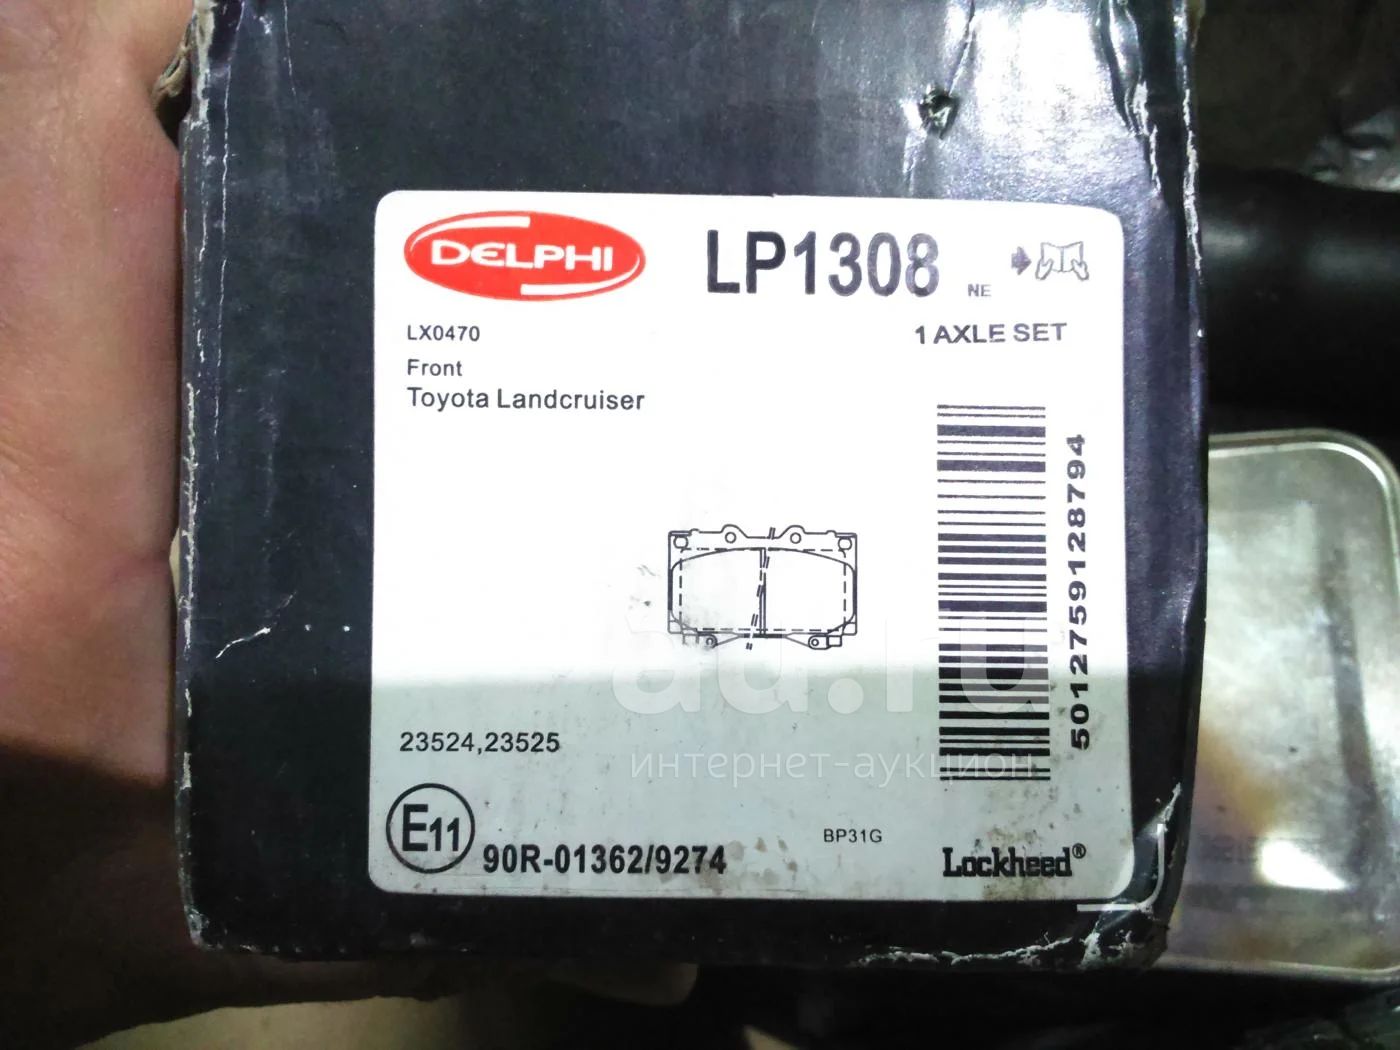 DELPHI
LP1308
NE
LX0470
1 AXLE SET
Front
Toyota Landcruiser
5012759128794
au.ru
интернет-аукцион
23524,23525
E11
90R-01362/9274
BP31G
Lockheed®